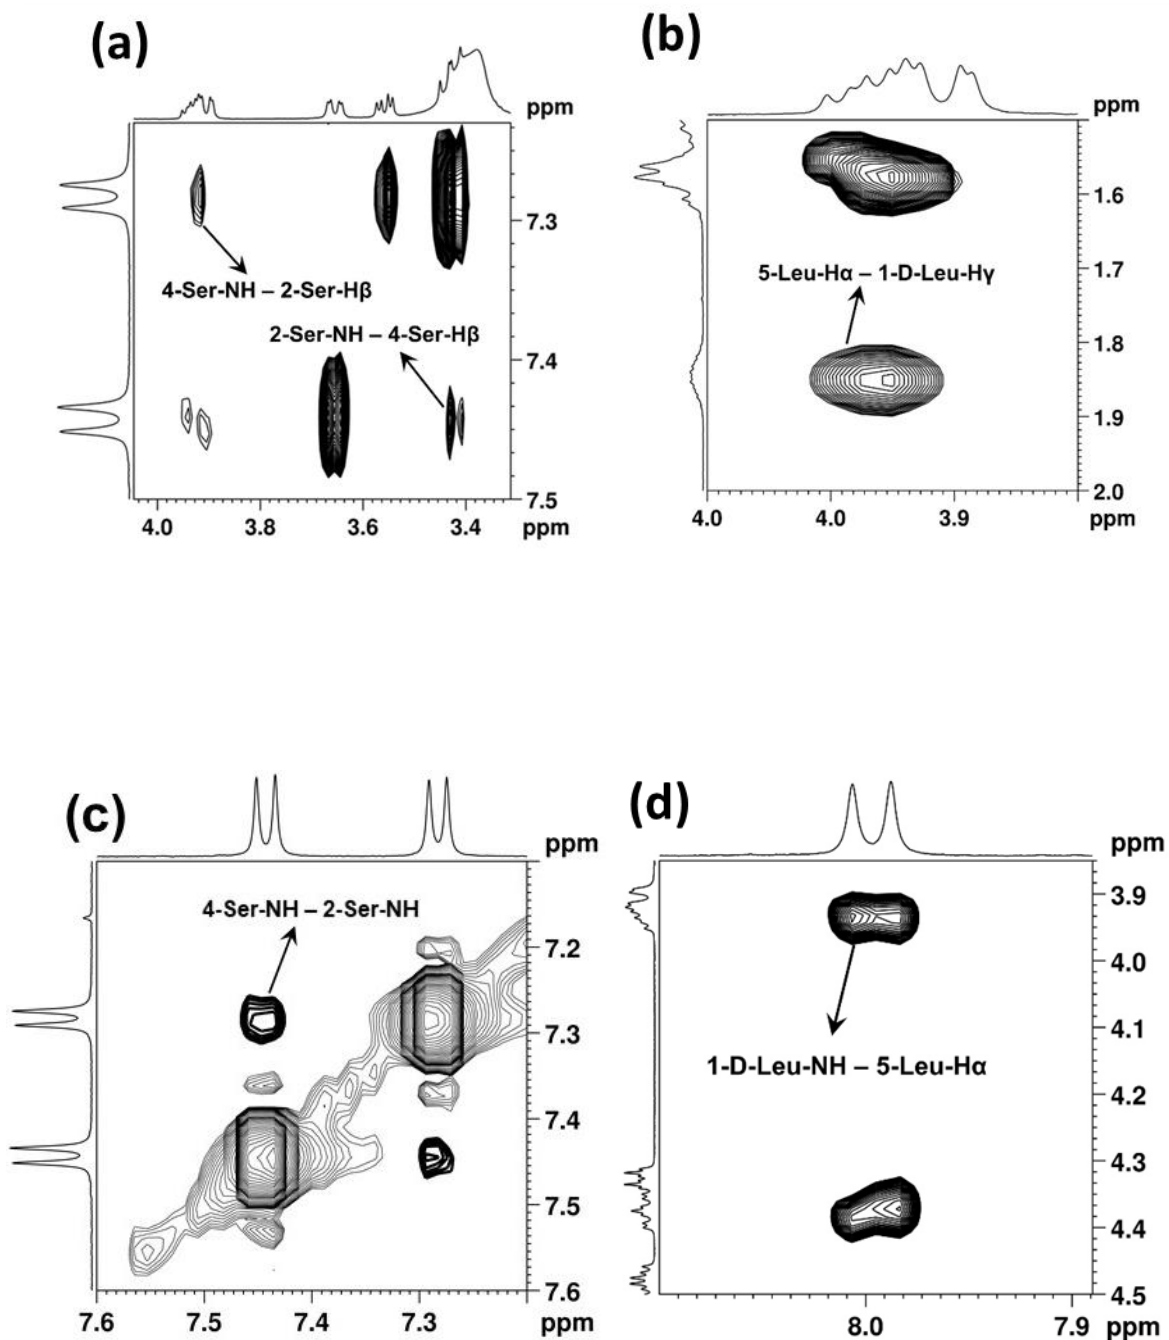 (a)
ppm
7.3
4-Ser-NH – 2-Ser-Hβ
2-Ser-NH – 4-Ser-Hβ
7.4
7.5
4.0 3.8 3.6 3.4 ppm
(b)
ppm
1.6
5-Leu-Hα – 1-D-Leu-Hγ
1.7
1.8
1.9
2.0
4.0 4.0 3.9 ppm
(c)
ppm
4-Ser-NH – 2-Ser-NH
7.2
7.3
7.4
7.5
7.6
7.6 7.5 7.4 7.3 ppm
(d)
ppm
3.9
4.0
4.1
1-D-Leu-NH – 5-Leu-Hα
4.2
4.3
4.4
4.5
8.0 7.9 ppm